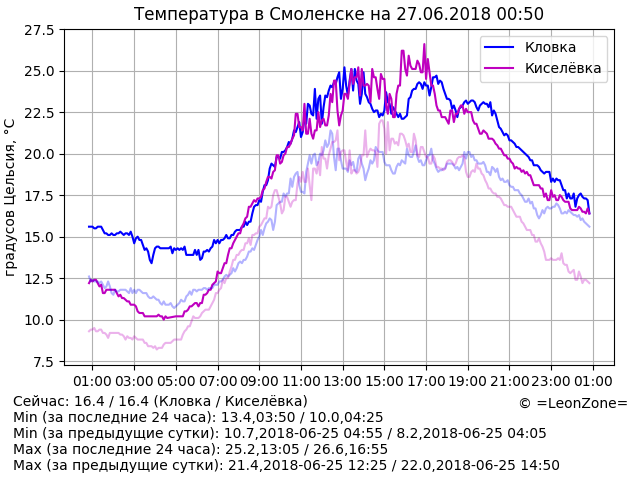 Температура в Смоленске на 27.06.2018 00:50
27.5
25.0
22.5
20.0
17.5
15.0
12.5
10.0
7.5
градусов Цельсия, °C
Кловка
Киселёвка
01:00 03:00 05:00 07:00 09:00 11:00 13:00 15:00 17:00 19:00 21:00 23:00 01:00
Сейчас: 16.4 / 16.4 (Кловка / Киселёвка)
© =LeonZone=
Min (за последние 24 часа): 13.4,03:50 / 10.0,04:25
Min (за предыдущие сутки): 10.7,2018-06-25 04:55 / 8.2,2018-06-25 04:05
Max (за последние 24 часа): 25.2,13:05 / 26.6,16:55
Max (за предыдущие сутки): 21.4,2018-06-25 12:25 / 22.0,2018-06-25 14:50